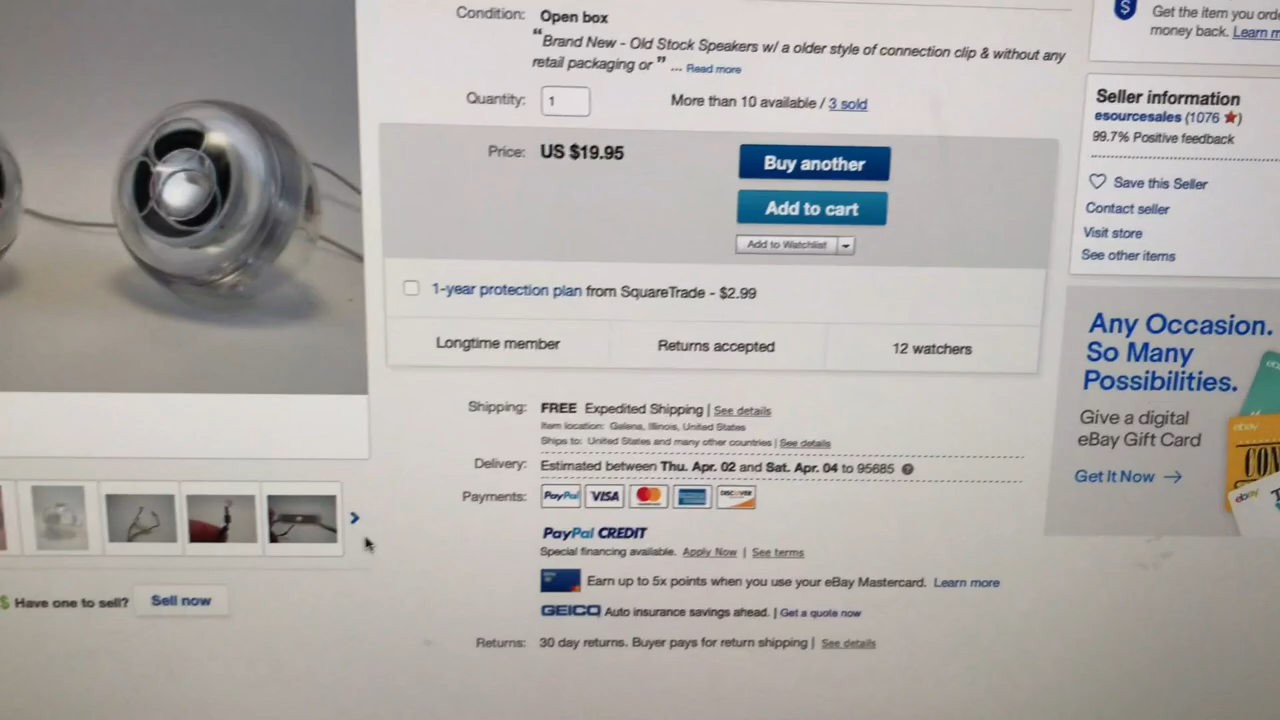 Condition: Open box
"Brand New - Old Stock Speakers w/ a older style of connection clip & without any
retail packaging or " ... Read more
Quantity: 1 More than 10 available / 3 sold
Price: US $19.95
Buy another
Add to cart
Add to Watchlist
1-year protection plan from SquareTrade - $2.99
Longtime member Returns accepted 12 watchers
Shipping: FREE Expedited Shipping | See details
Item location: Galena, Illinois, United States
Ships to: United States and many other countries | See details
Delivery: Estimated between Thu. Apr. 02 and Sat. Apr. 04 to 95685
Payments: PayPal VISA DISCOVER
PayPal CREDIT
Special financing available. Apply Now | See terms
Earn up to 5x points when you use your eBay Mastercard. Learn more
GEICO Auto insurance savings ahead. | Get a quote now
Returns: 30 day returns. Buyer pays for return shipping | See details
$ Have one to sell? Sell now
$
Get the item you orde
money back. Learn m
Seller information
esourcesales (1076 ★)
99.7% Positive feedback
Save this Seller
Contact seller
Visit store
See other items
Any Occasion.
So Many
Possibilities.
Give a digital
eBay Gift Card
Get It Now →
ebay
CON
ebay